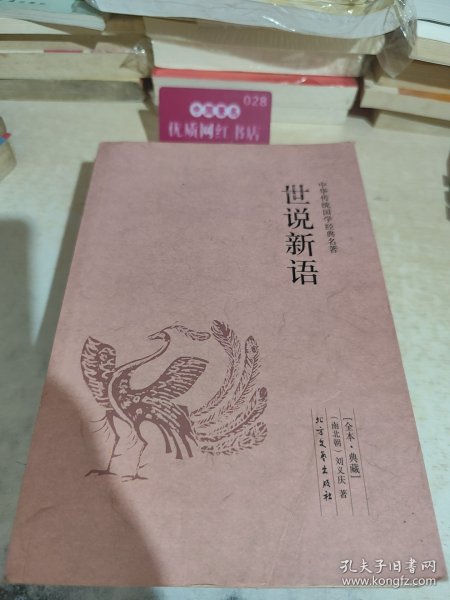 028
优质网红书店
中华传统国学经典名著
世说新语
[全本·典藏]
(南北朝)刘义庆 著
北方文艺出版社
孔夫子旧书网
www.kongfz.com